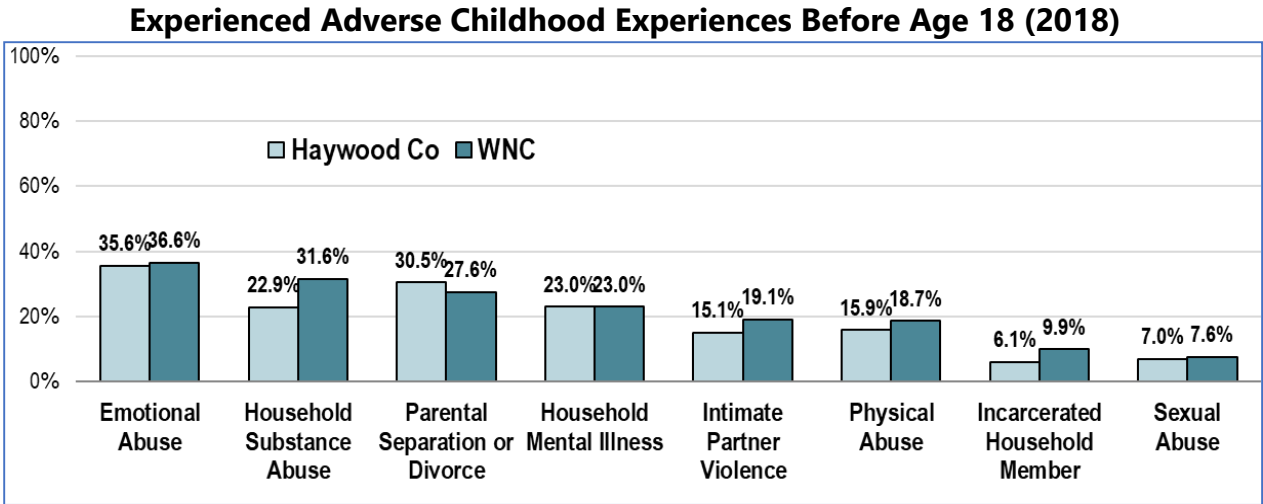 Experienced Adverse Childhood Experiences Before Age 18 (2018)
100%
80%
60%
40%
20%
0%
Haywood Co WNC
35.6% 36.6%
22.9% 31.6%
30.5% 27.6%
23.0% 23.0%
15.1% 19.1%
15.9% 18.7%
6.1% 9.9%
7.0% 7.6%
Emotional
Abuse
Household
Substance
Abuse
Parental
Separation or
Divorce
Household
Mental Illness
Intimate
Partner
Violence
Physical
Abuse
Incarcerated
Household
Member
Sexual
Abuse